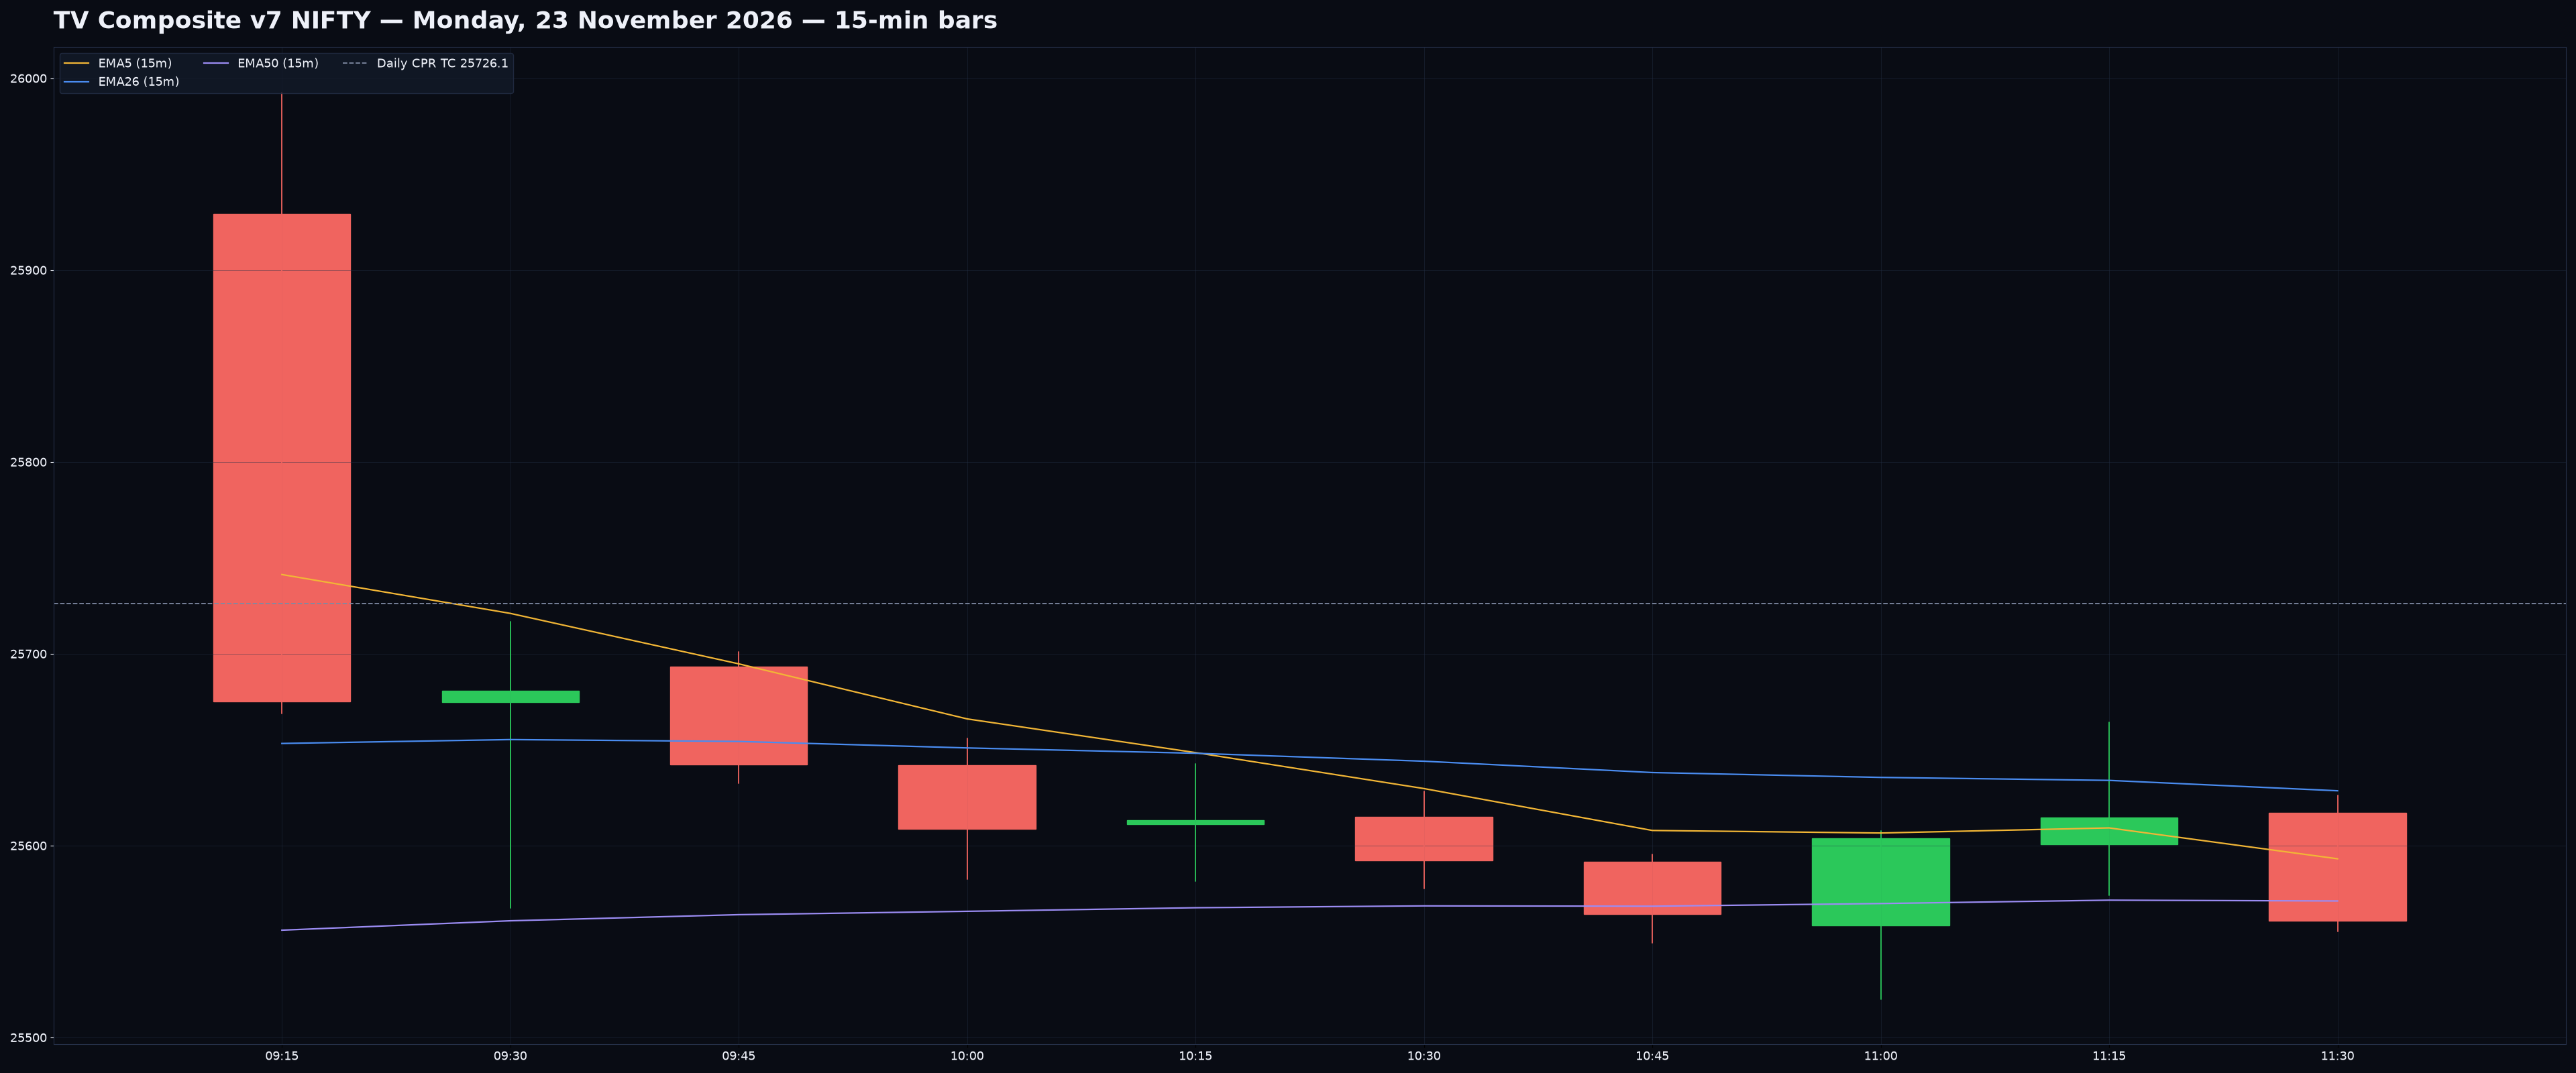 TV Composite v7 NIFTY — Monday, 23 November 2026 — 15-min bars
EMA5 (15m) EMA50 (15m) Daily CPR TC 25726.1
EMA26 (15m)
26000
25900
25800
25700
25600
25500
09:15 09:30 09:45 10:00 10:15 10:30 10:45 11:00 11:15 11:30